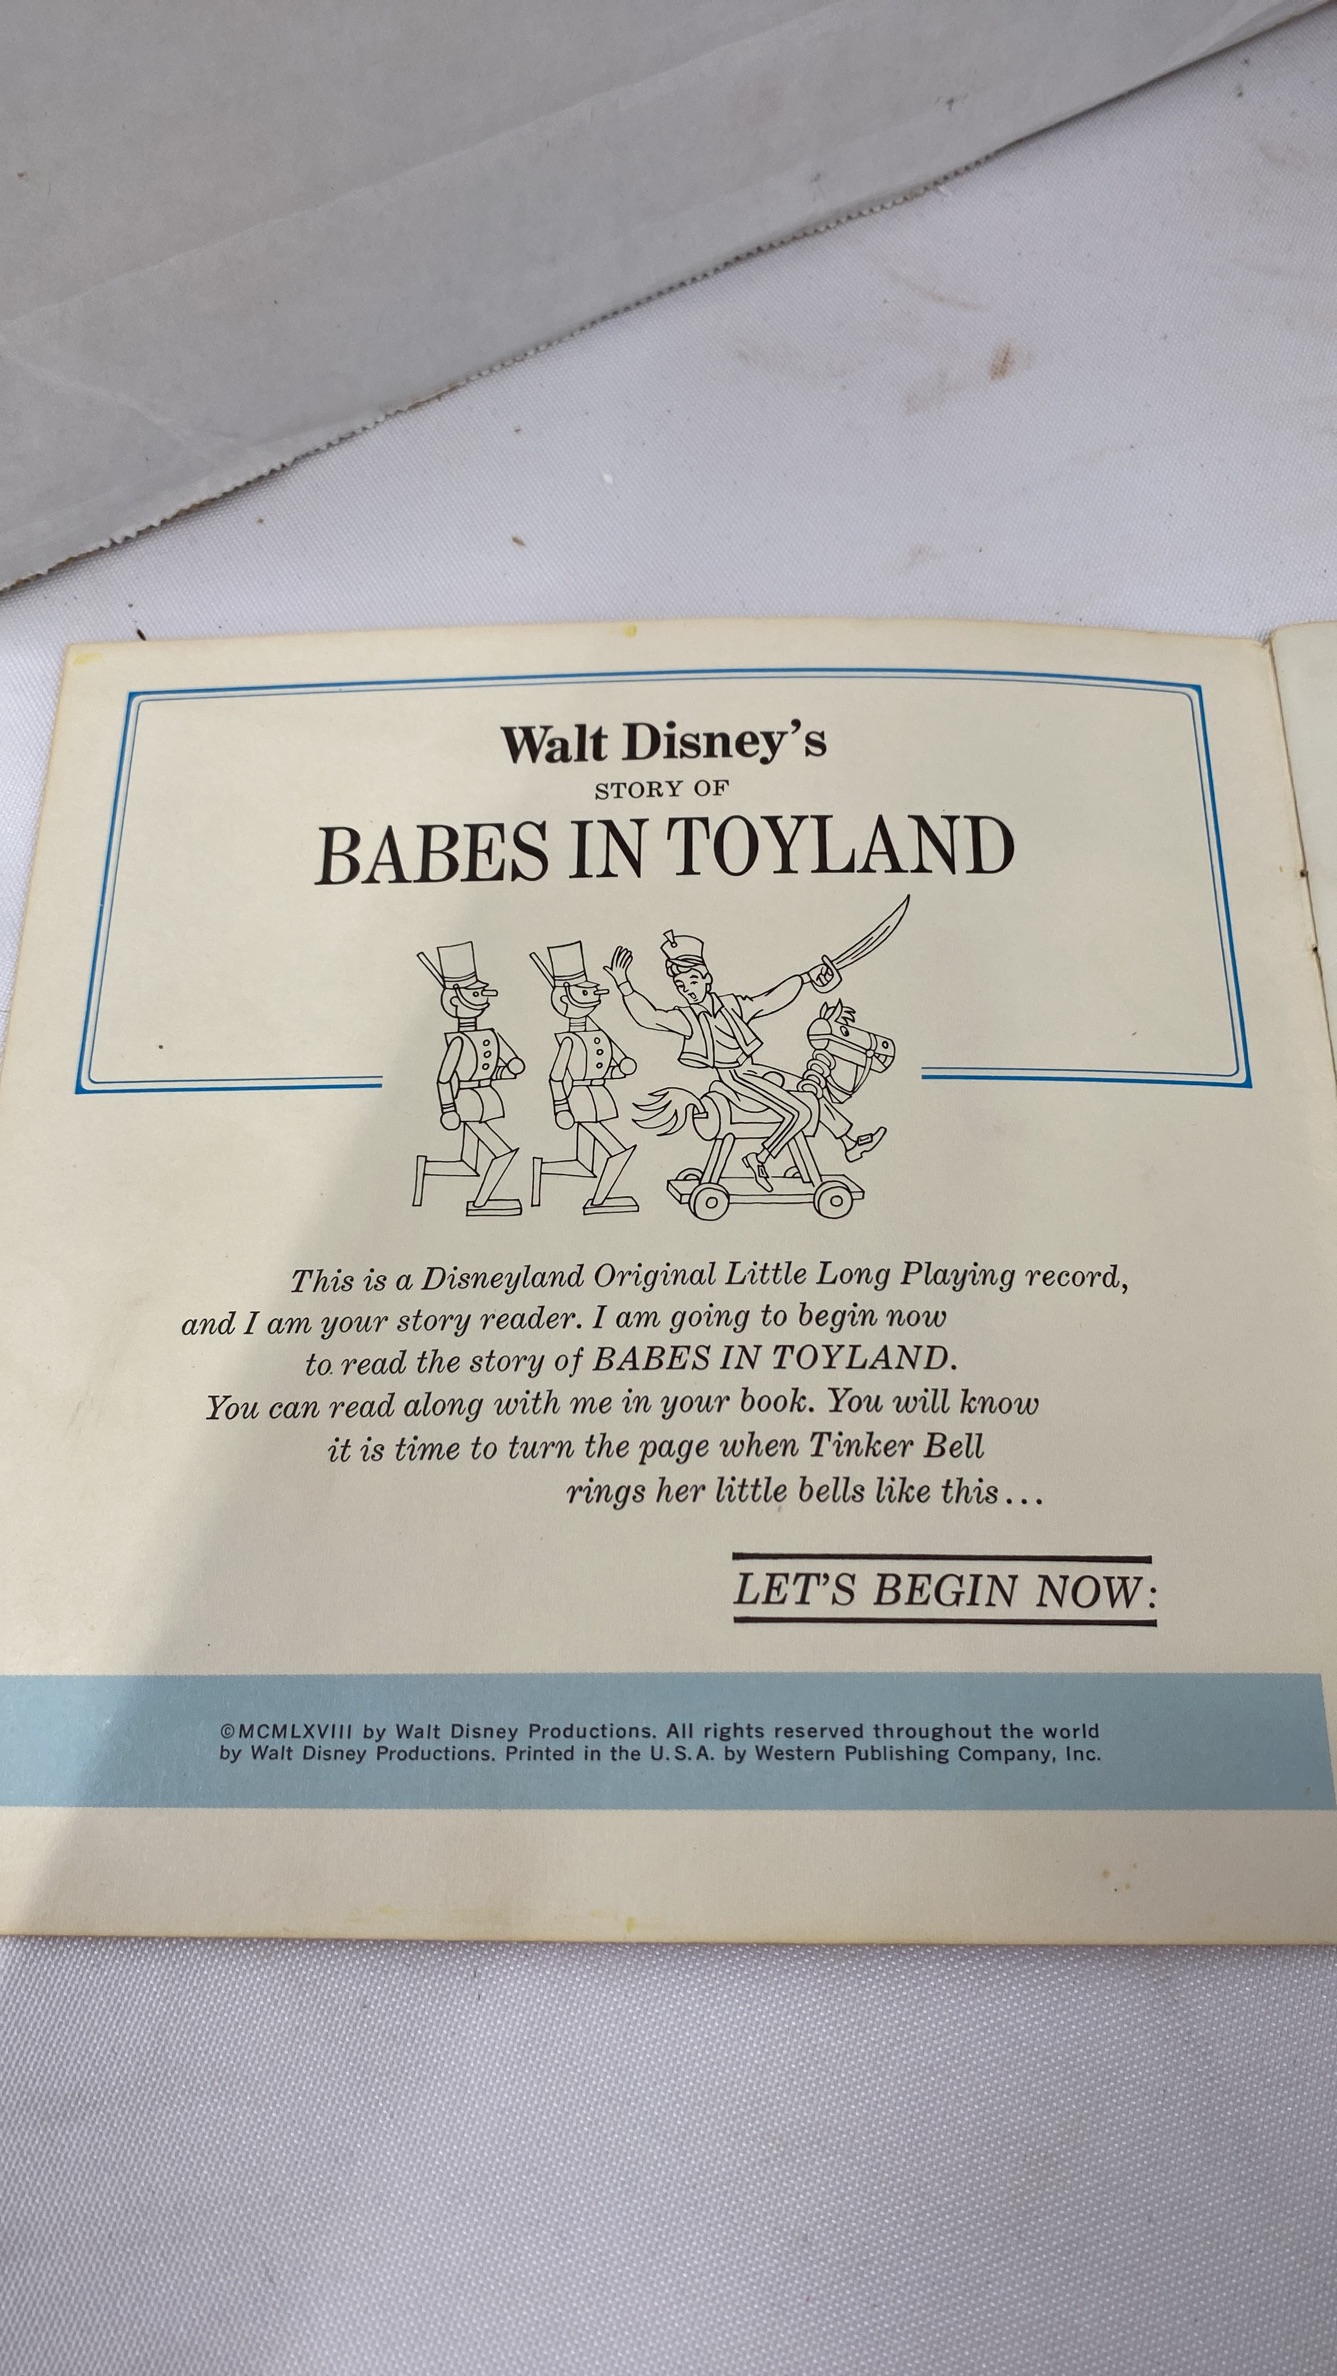 Walt Disney's
STORY OF
BABES IN TOYLAND
This is a Disneyland Original Little Long Playing record,
and I am your story reader. I am going to begin now
to read the story of BABES IN TOYLAND.
You can read along with me in your book. You will know
it is time to turn the page when Tinker Bell
rings her little bells like this...
LET'S BEGIN NOW:
©MCMLXVIII by Walt Disney Productions. All rights reserved throughout the world
by Walt Disney Productions. Printed in the U.S.A. by Western Publishing Company, Inc.